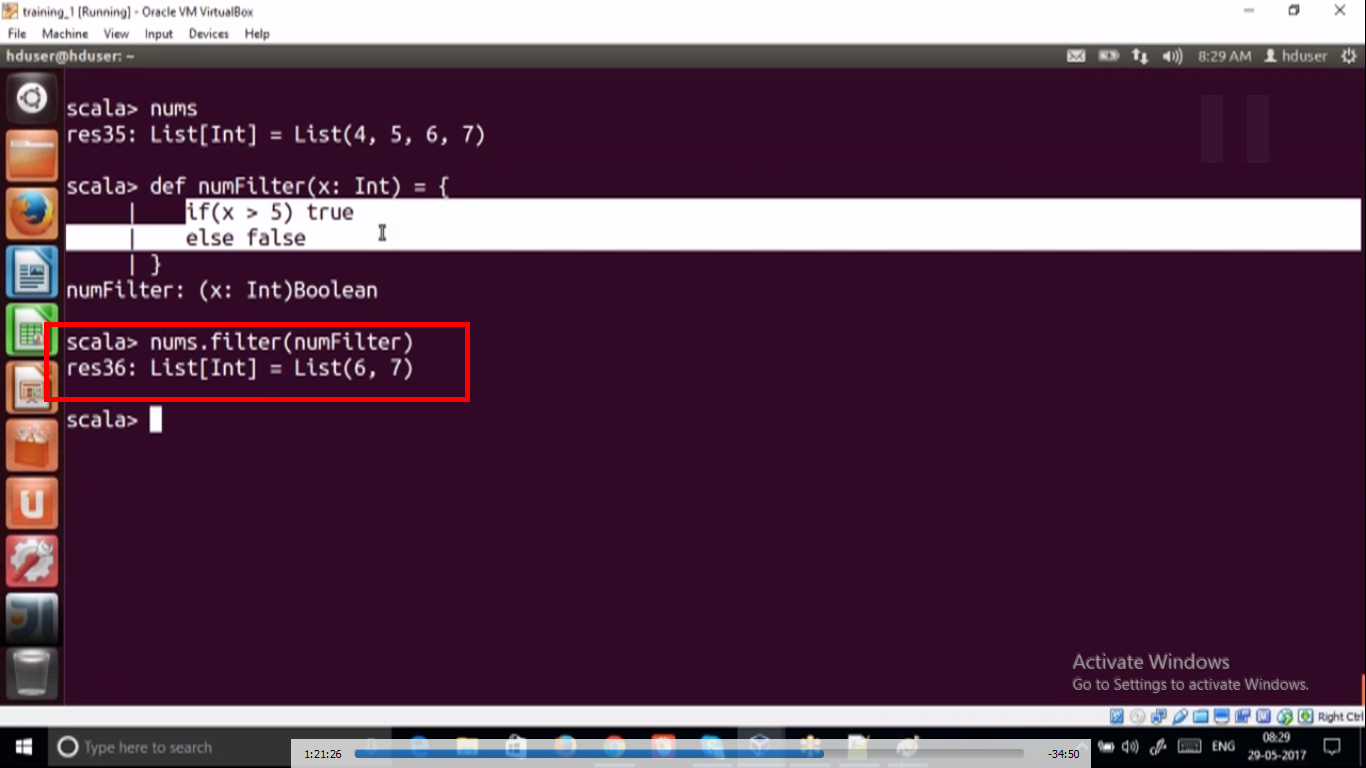 training_1 [Running] - Oracle VM VirtualBox
File Machine View Input Devices Help
hduser@hduser: ~
8:29 AM hduser
scala> nums
res35: List[Int] = List(4, 5, 6, 7)
scala> def numFilter(x: Int) = {
| if(x > 5) true
| else false
| }
numFilter: (x: Int)Boolean
scala> nums.filter(numFilter)
res36: List[Int] = List(6, 7)
scala>
Activate Windows
Go to Settings to activate Windows.
Right Ctrl
Type here to search
1:21:26
-34:50
ENG
08:29
29-05-2017